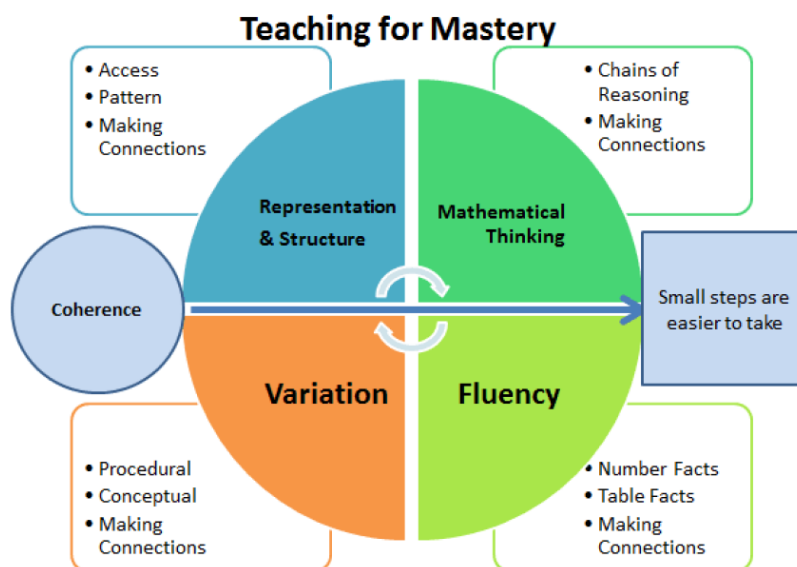 Teaching for Mastery
• Access
• Pattern
• Making
Connections
• Chains of
Reasoning
• Making
Connections
Representation
& Structure
Mathematical
Thinking
Coherence
Small steps are
easier to take
Variation
Fluency
• Procedural
• Conceptual
• Making
Connections
• Number Facts
• Table Facts
• Making
Connections